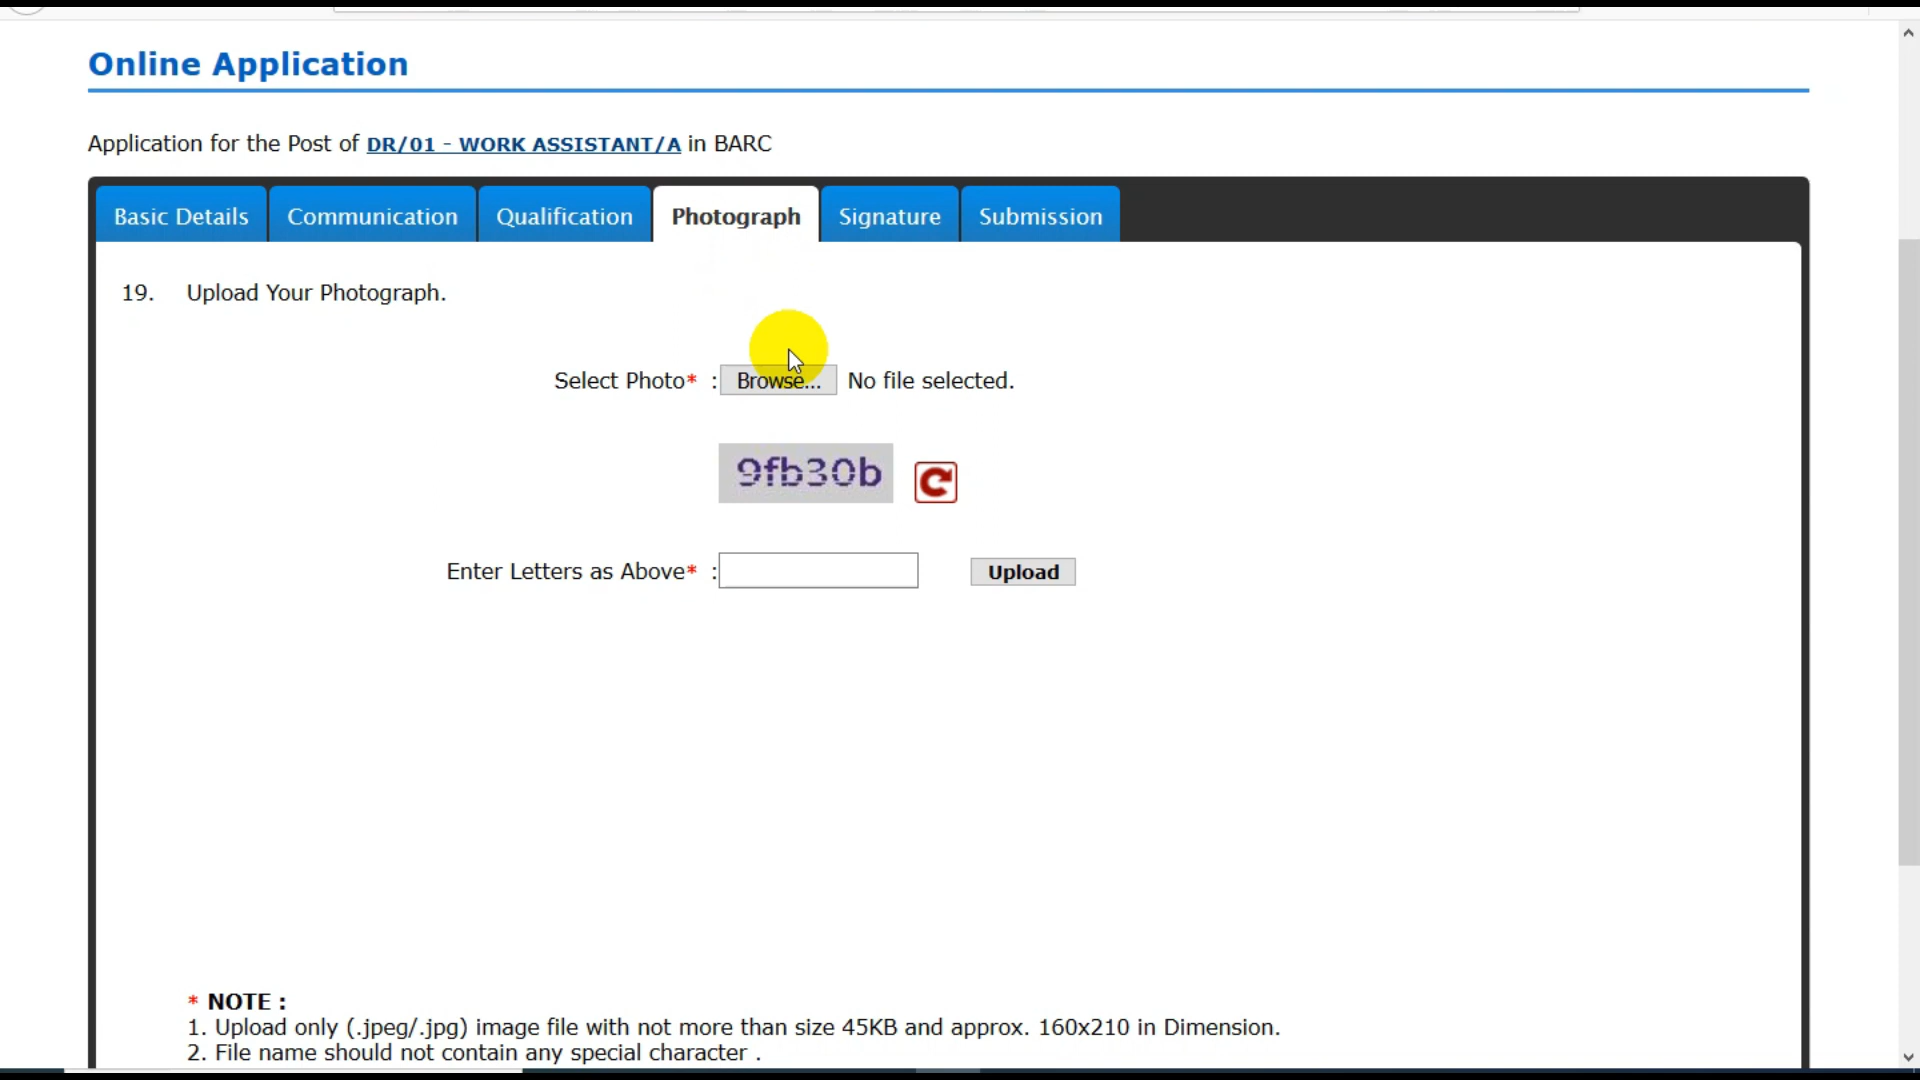 Online Application
Application for the Post of DR/01 - WORK ASSISTANT/A in BARC
Basic Details Communication Qualification Photograph Signature Submission
19. Upload Your Photograph.
Select Photo* : Browse... No file selected.
9fb30b
Enter Letters as Above* : Upload
* NOTE :
1. Upload only (.jpeg/.jpg) image file with not more than size 45KB and approx. 160x210 in Dimension.
2. File name should not contain any special character .